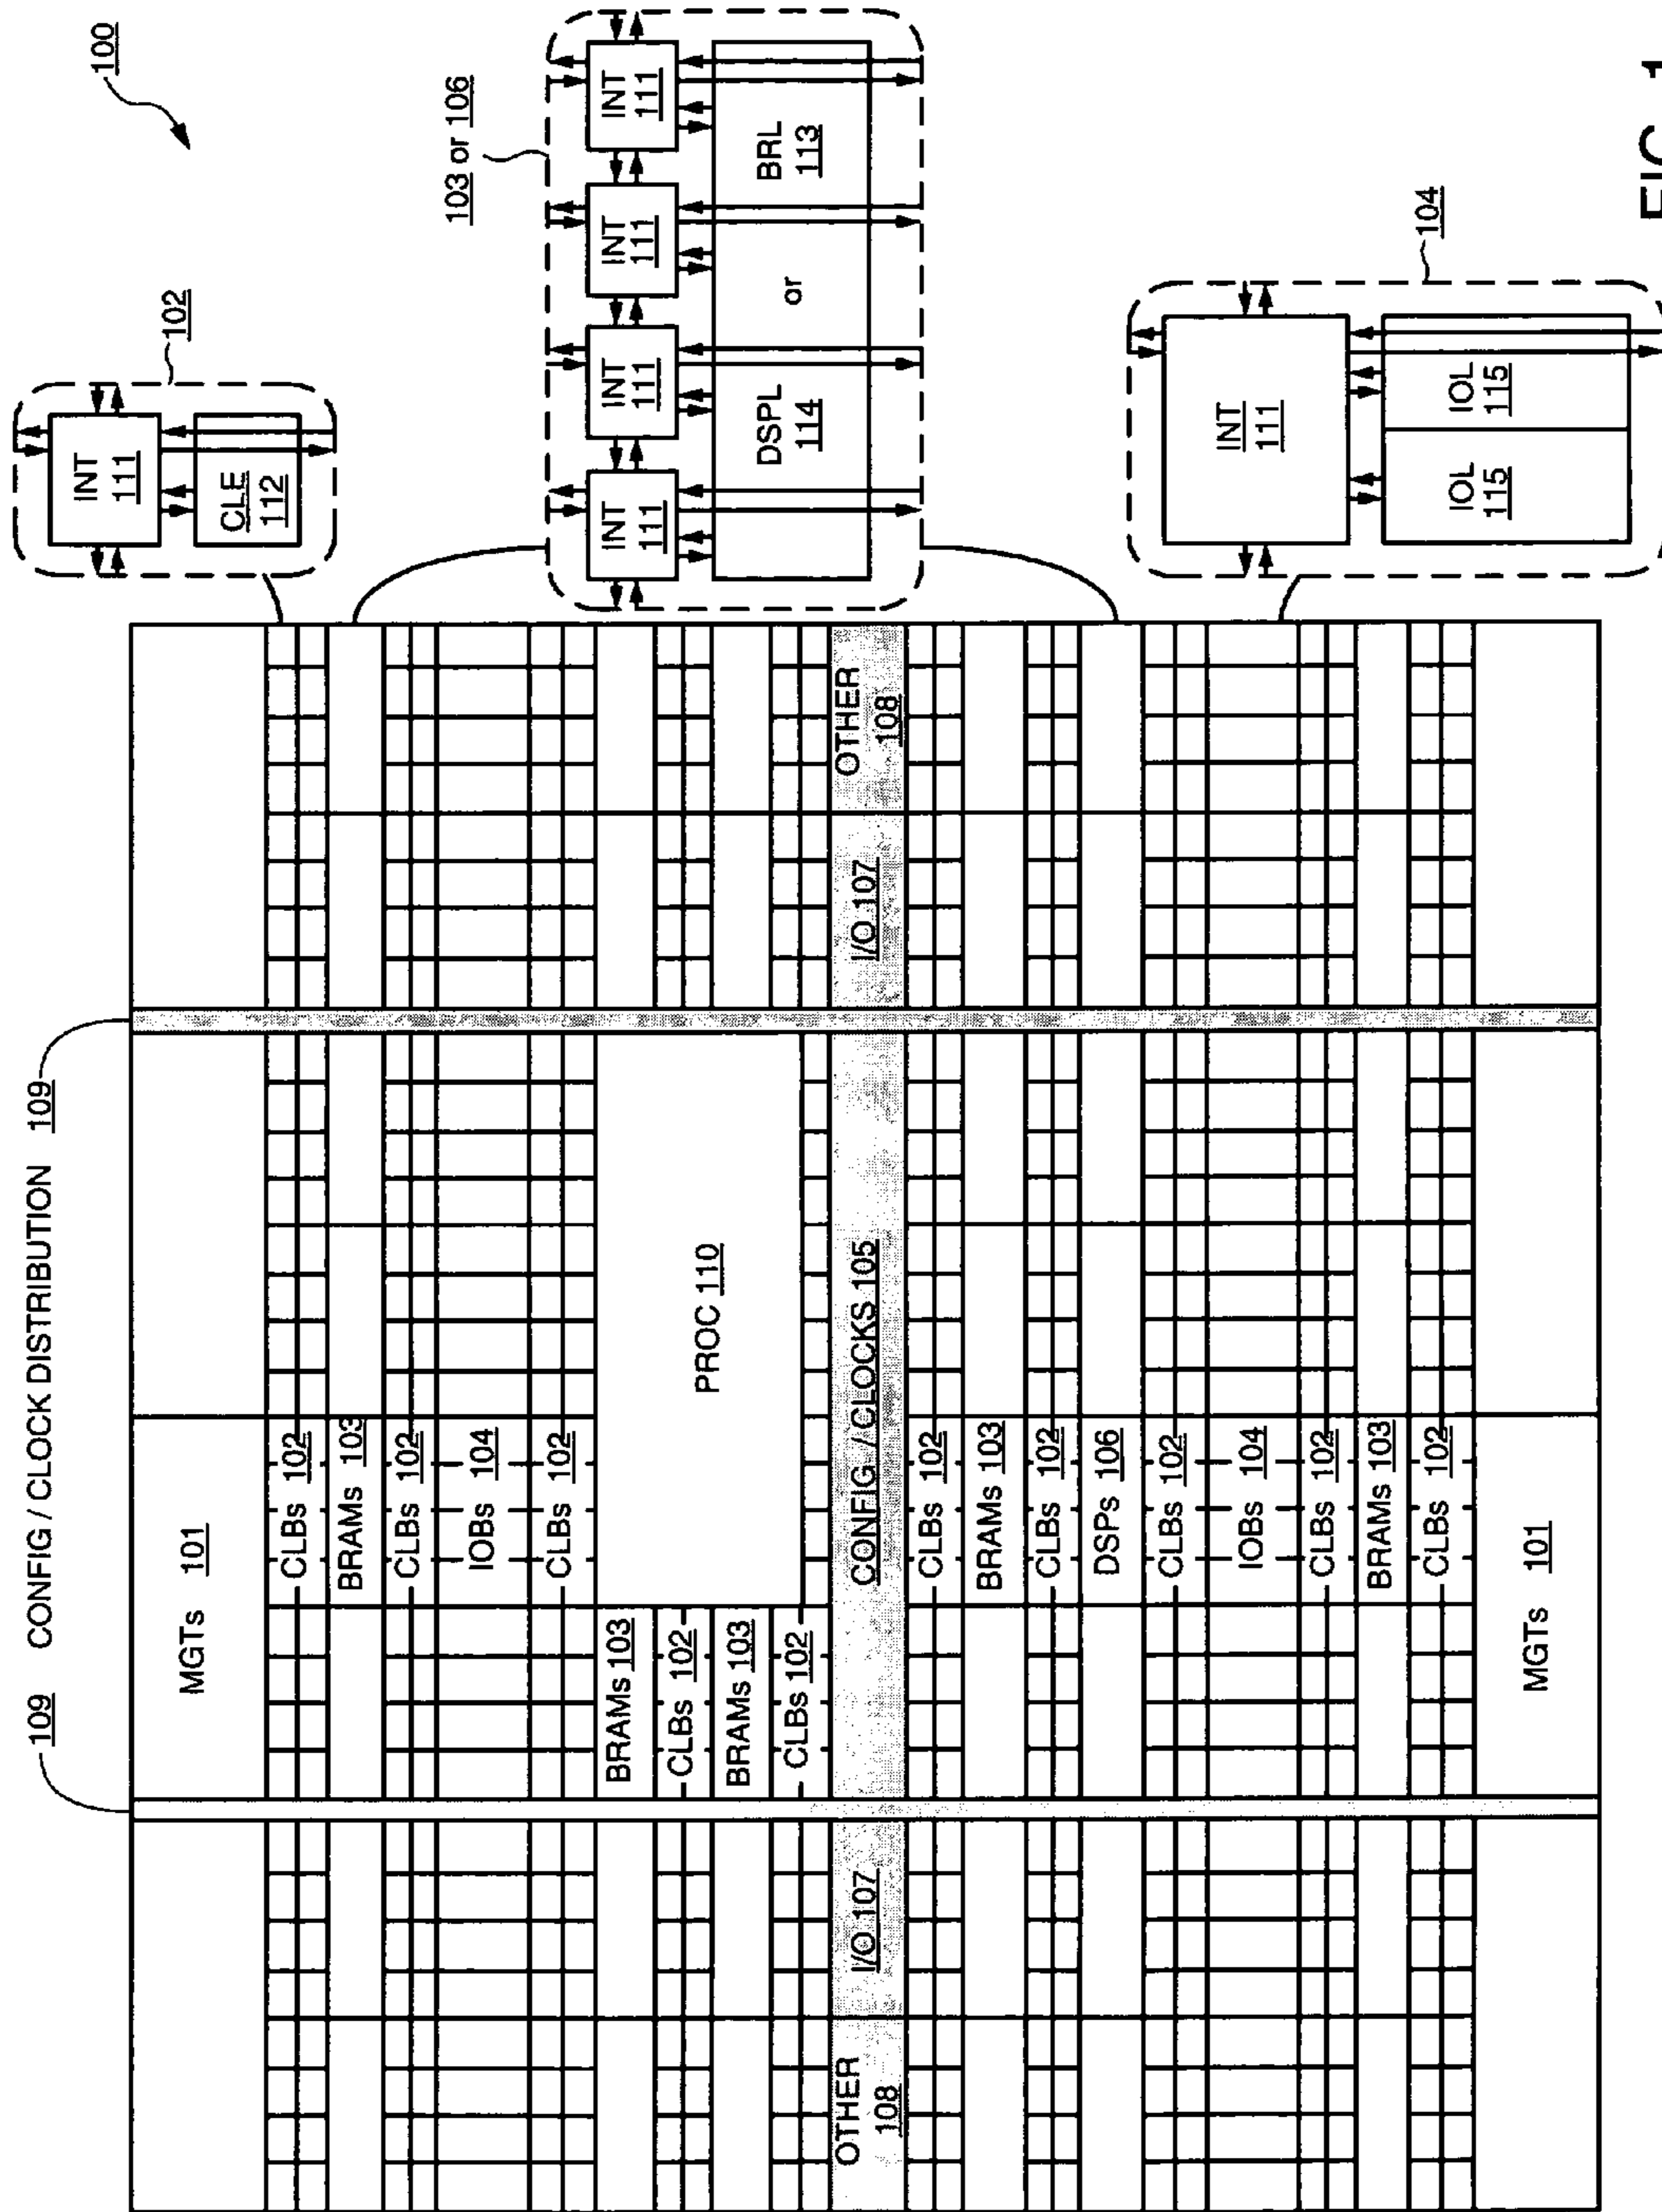 109 CONFIG / CLOCK DISTRIBUTION 109
100
MGTs 101
CLBs 102
BRAMs 103
CLBs 102
IOBs 104
CLBs 102
BRAMs 103
CLBs 102
BRAMs 103
CLBs 102
PROC 110
OTHER
108
I/O 107
CONFIG / CLOCKS 105
I/O 107
OTHER
108
CLBs 102
BRAMs 103
CLBs 102
DSPs 106
CLBs 102
IOBs 104
CLBs 102
BRAMs 103
CLBs 102
MGTs 101
102
INT
111
CLE
112
103 or 106
INT
111
INT
111
INT
111
INT
111
DSPL
114
or
BRL
113
104
INT
111
IOL
115
IOL
115
FIG. 1